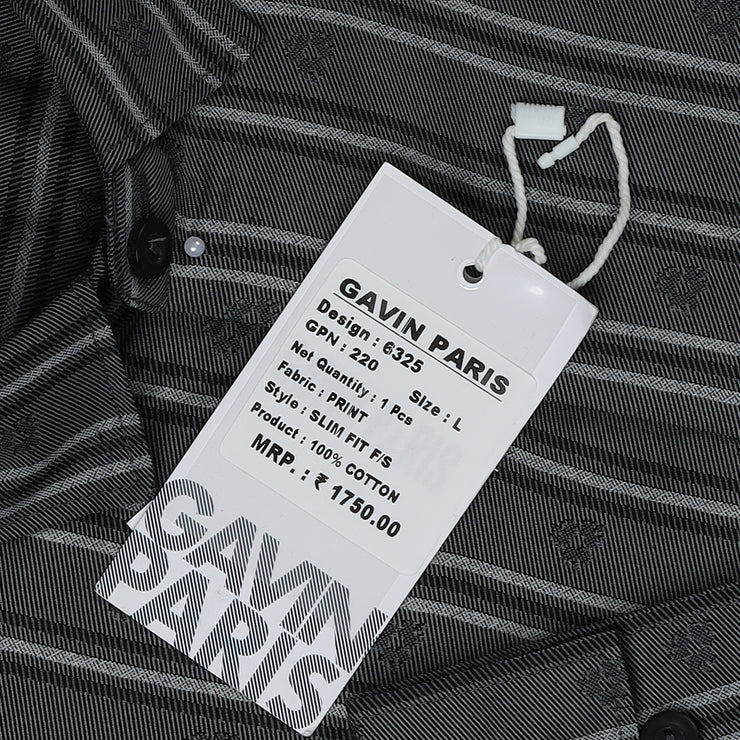 GAVIN PARIS
Design : 6325
GPN : 220
Net Quantity : 1 Pcs Size : L
Fabric : PRINT
Style : SLIM FIT F/S
Product : 100% COTTON
MRP. : ₹ 1750.00
GAVIN
PARIS